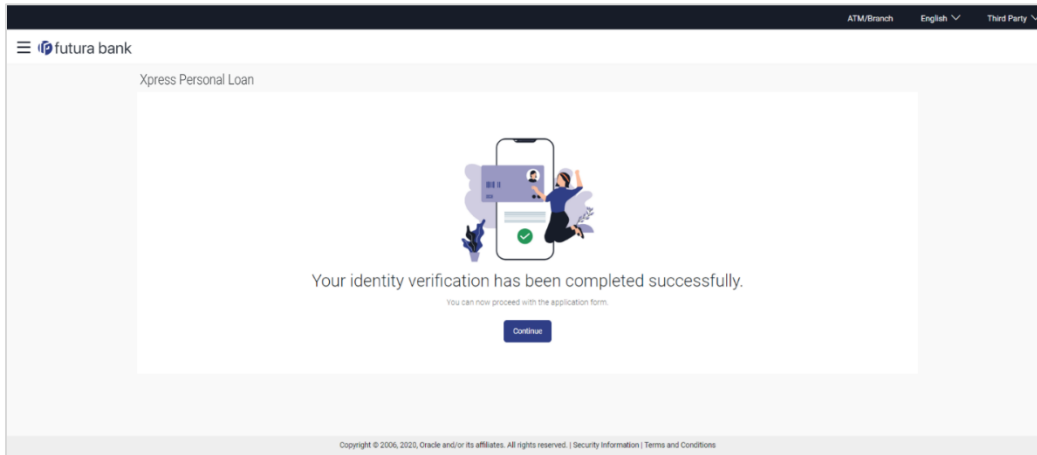 ATM/Branch English Third Party
futura bank
Xpress Personal Loan
Your identity verification has been completed successfully.
You can now proceed with the application form.
Continue
Copyright © 2006, 2020, Oracle and/or its affiliates. All rights reserved. | Security Information | Terms and Conditions